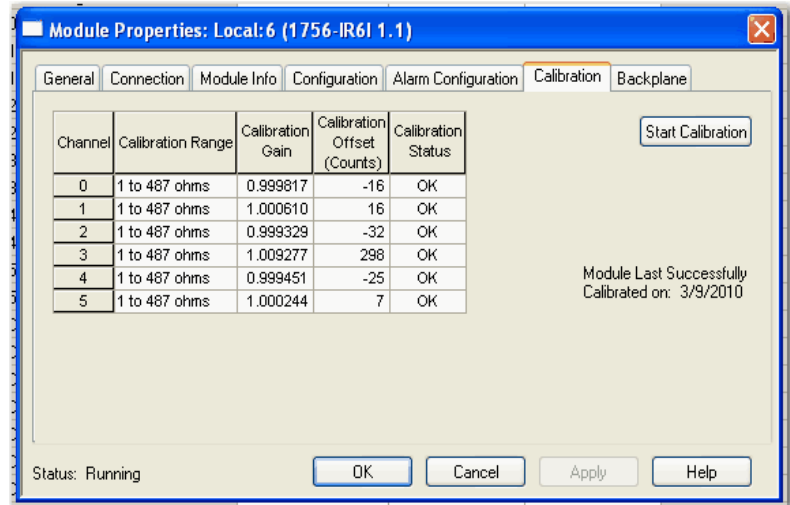 Module Properties: Local:6 (1756-IR6I 1.1)
General Connection Module Info Configuration Alarm Configuration Calibration Backplane
Channel Calibration Range Calibration Gain Calibration Offset (Counts) Calibration Status
0 1 to 487 ohms 0.999817 -16 OK
1 1 to 487 ohms 1.000610 16 OK
2 1 to 487 ohms 0.999329 -32 OK
3 1 to 487 ohms 1.009277 298 OK
4 1 to 487 ohms 0.999451 -25 OK
5 1 to 487 ohms 1.000244 7 OK
Start Calibration
Module Last Successfully
Calibrated on: 3/9/2010
Status: Running
OK Cancel Apply Help